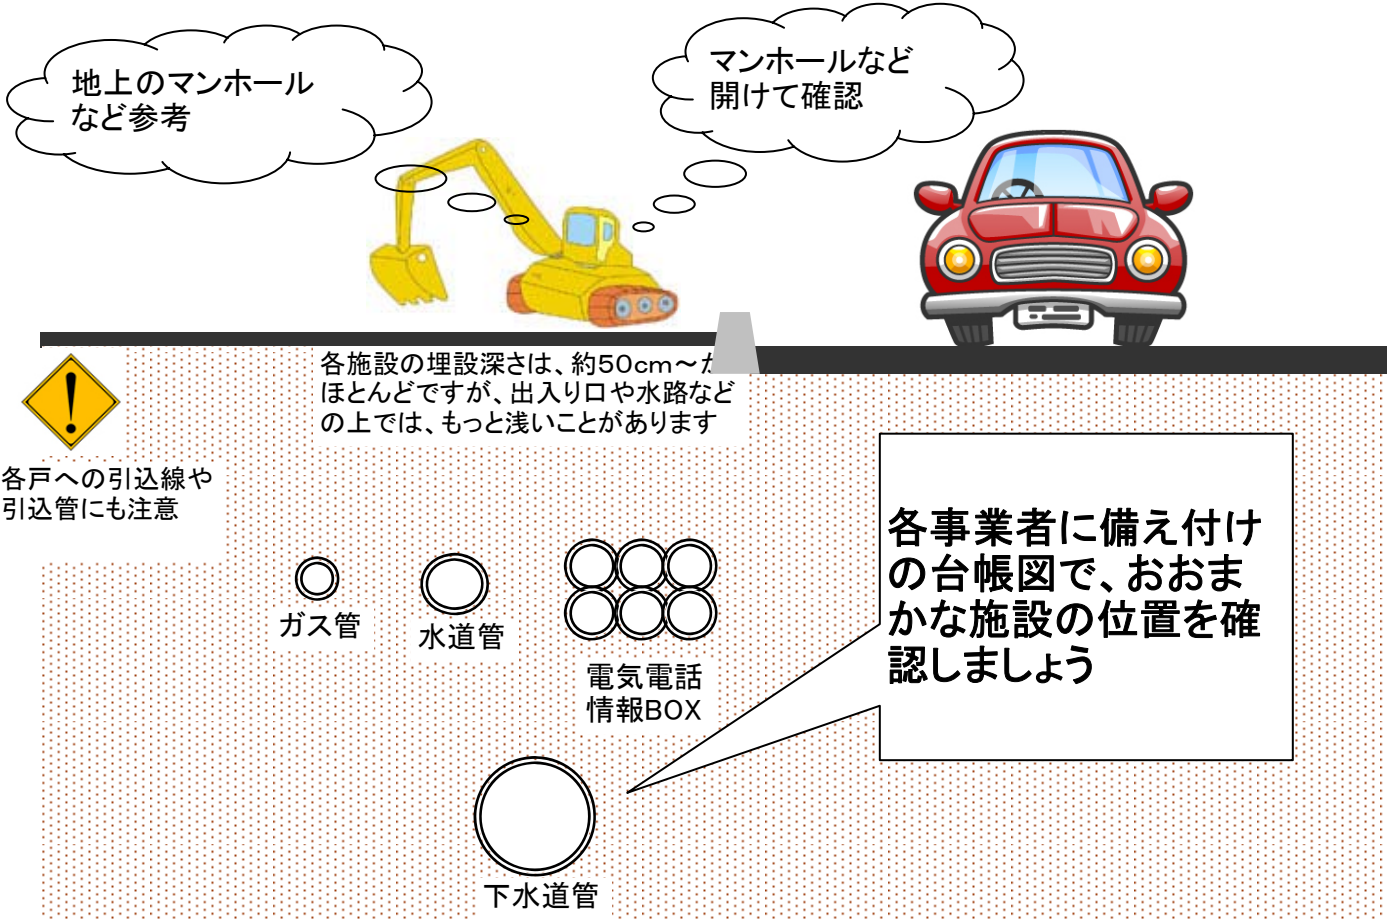 地上のマンホール
など参考
マンホールなど
開けて確認
各施設の埋設深さは、約50cm～
ほとんどですが、出入り口や水路など
の上では、もっと浅いことがあります
各戸への引込線や
引込管にも注意
各事業者に備え付け
の台帳図で、おおま
かな施設の位置を確
認しましょう
ガス管
水道管
電気電話
情報BOX
下水道管